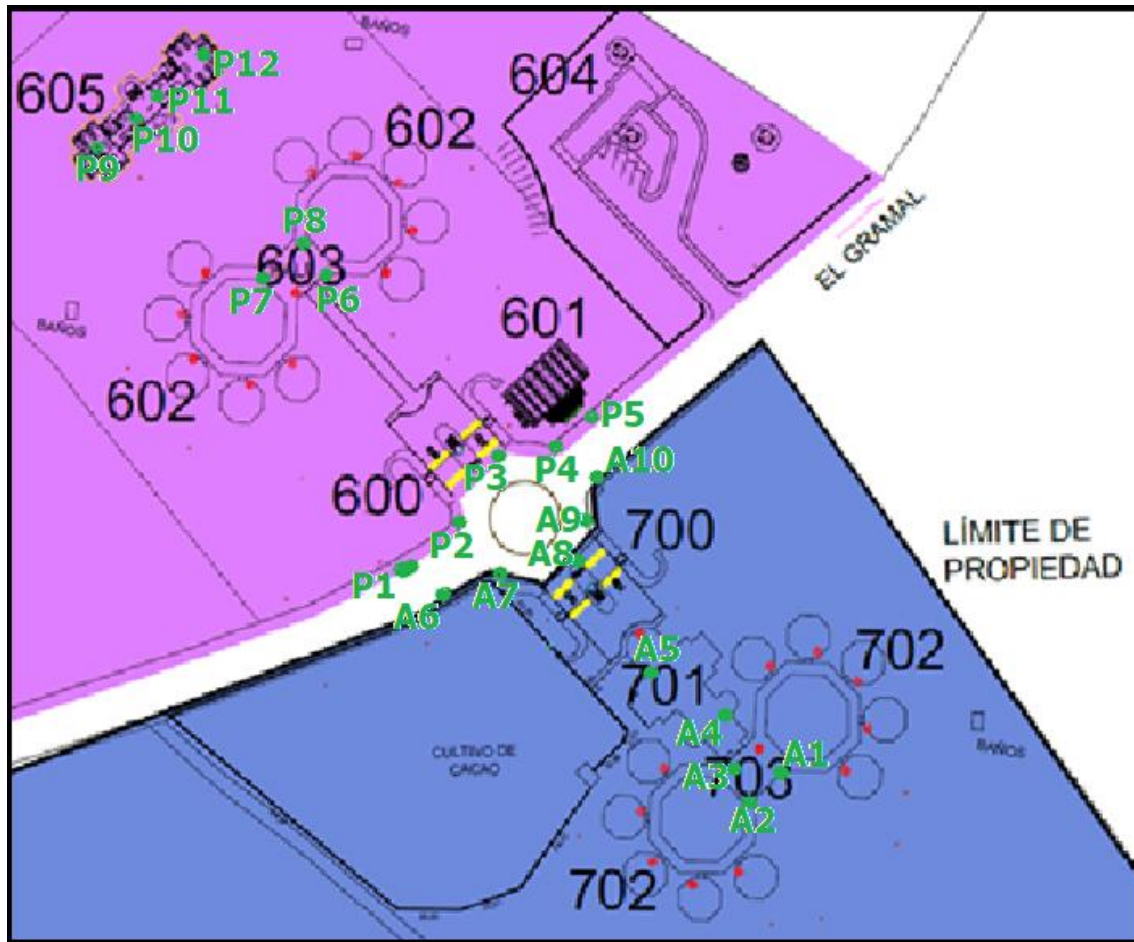 BAÑOS
P12
604
605
P11
602
P10
P9
P8
603
P7
P6
EL GRAMAL
BAÑOS
601
602
P5
P4
A10
P3
600
A9
700
P2
LÍMITE DE
PROPIEDAD
A8
P1
A7
A6
A5
702
701
A4
CULTIVO DE
CACAO
BAÑOS
A3
A1
703
A2
702